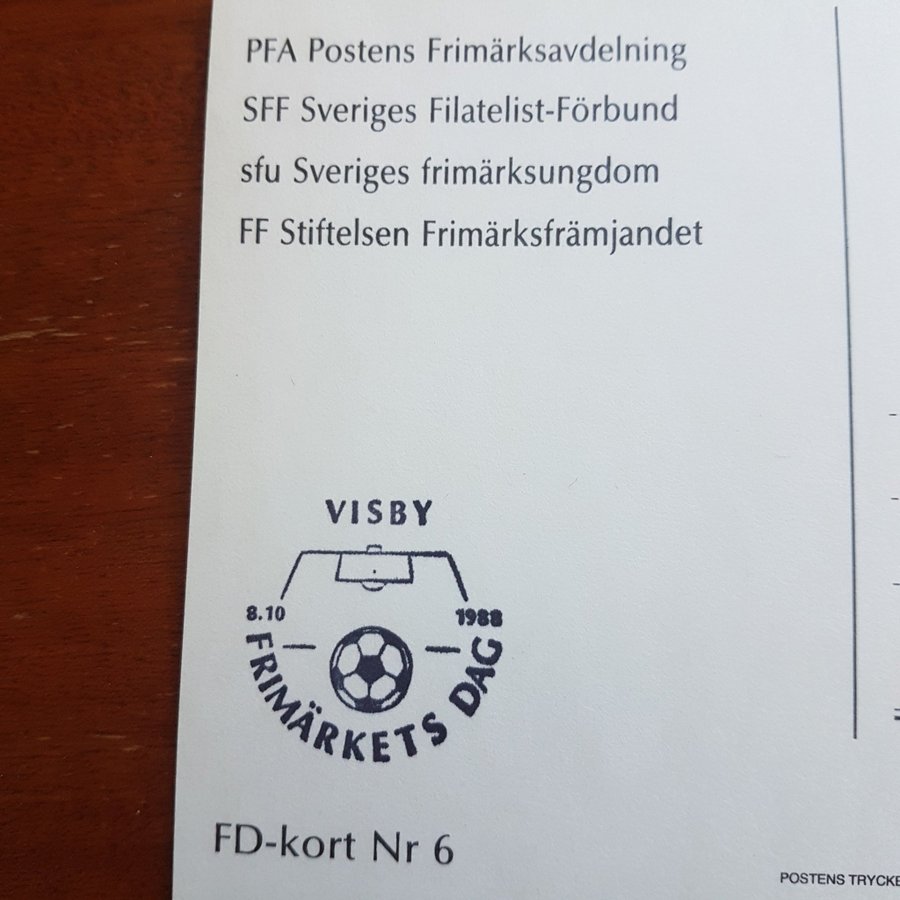 PFA Postens Frimärksavdelning
SFF Sveriges Filatelist-Förbund
sfu Sveriges frimärksungdom
FF Stiftelsen Frimärksfrämjandet
VISBY
8.10 1988
FRIMÄRKETS DAG
FD-kort Nr 6
POSTENS TRYCKE